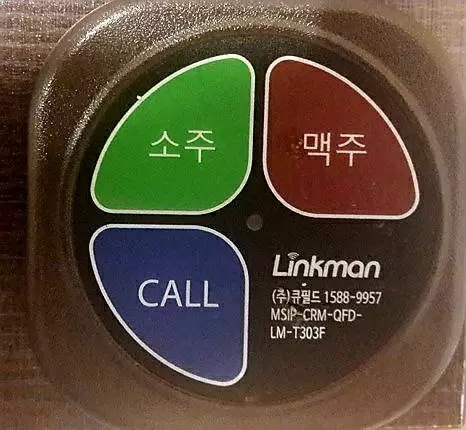 소주
맥주
CALL
Linkman
(주)큐필드 1588-9957
MSIP-CRM-QFD-
LM-T303F